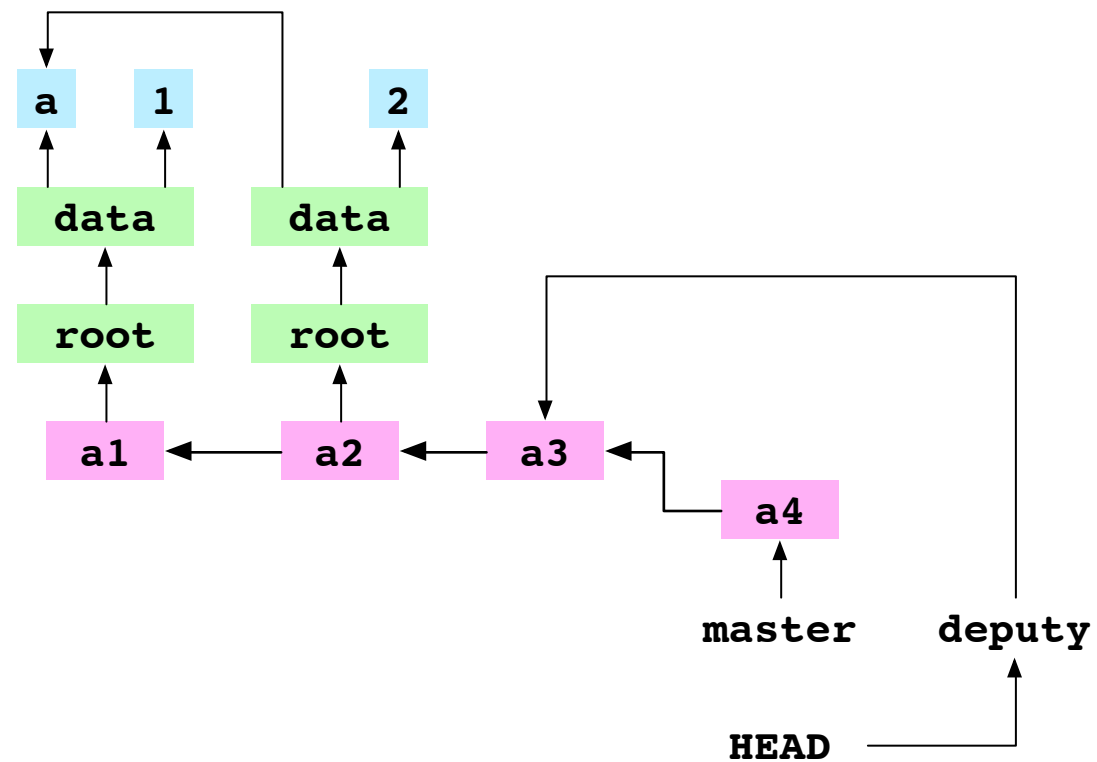 a 1 2
data data
root root
a1 a2 a3
a4
master deputy
HEAD